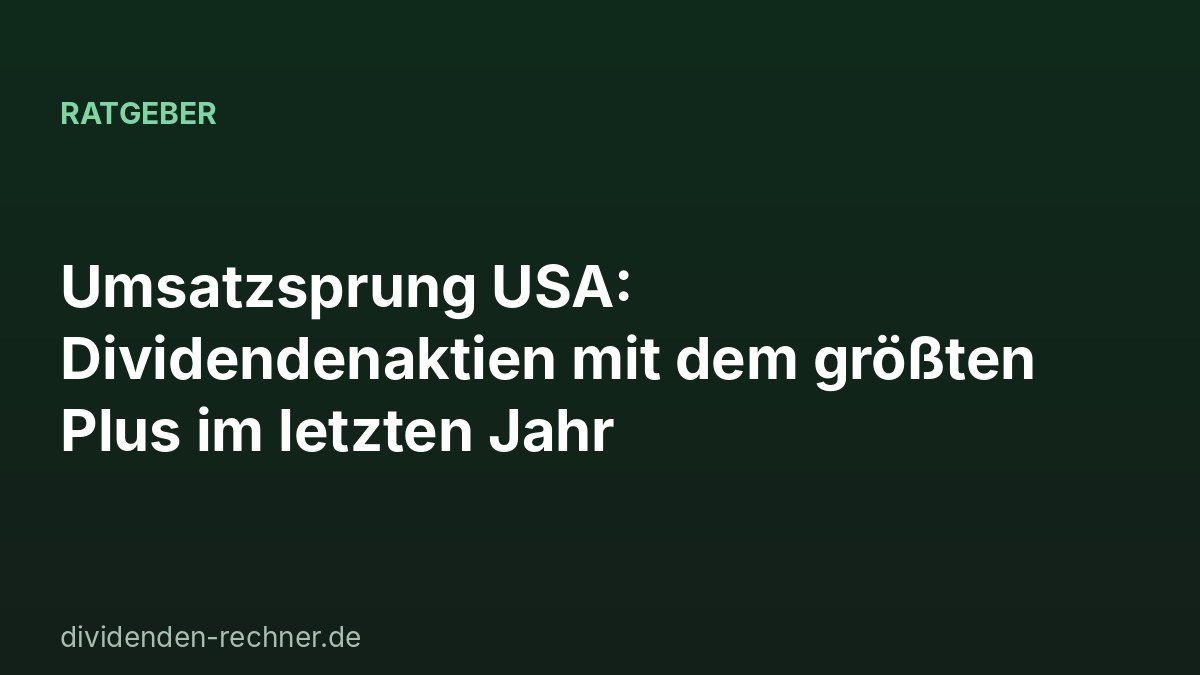 RATGEBER
Umsatzsprung USA:
Dividendenaktien mit dem größten
Plus im letzten Jahr
dividenden-rechner.de